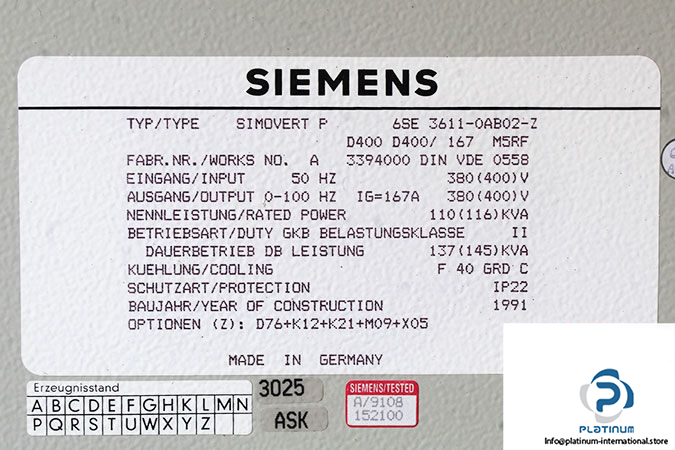 SIEMENS
TYP/TYPE SIMOVERT P 6SE 3611-0AB02-Z
D400 D400/ 167 M5RF
FABR.NR./WORKS NO. A 3394000 DIN VDE 0558
EINGANG/INPUT 50 HZ 380(400)V
AUSGANG/OUTPUT 0-100 HZ IG=167A 380(400)V
NENNLEISTUNG/RATED POWER 110(116)KVA
BETRIEBSART/DUTY GKB BELASTUNGSKLASSE II
DAUERBETRIEB DB LEISTUNG 137(145)KVA
KUEHLUNG/COOLING F 40 GRD C
SCHUTZART/PROTECTION IP22
BAUJAHR/YEAR OF CONSTRUCTION 1991
OPTIONEN (Z): D76+K12+K21+M09+X05
MADE IN GERMANY
Erzeugnisstand
A B C D E F G H K L M N
P Q R S T U W X Y Z
3025
ASK
SIEMENS/TESTED
A/9108
152100
PLATINUM
Info@platinum-international.store